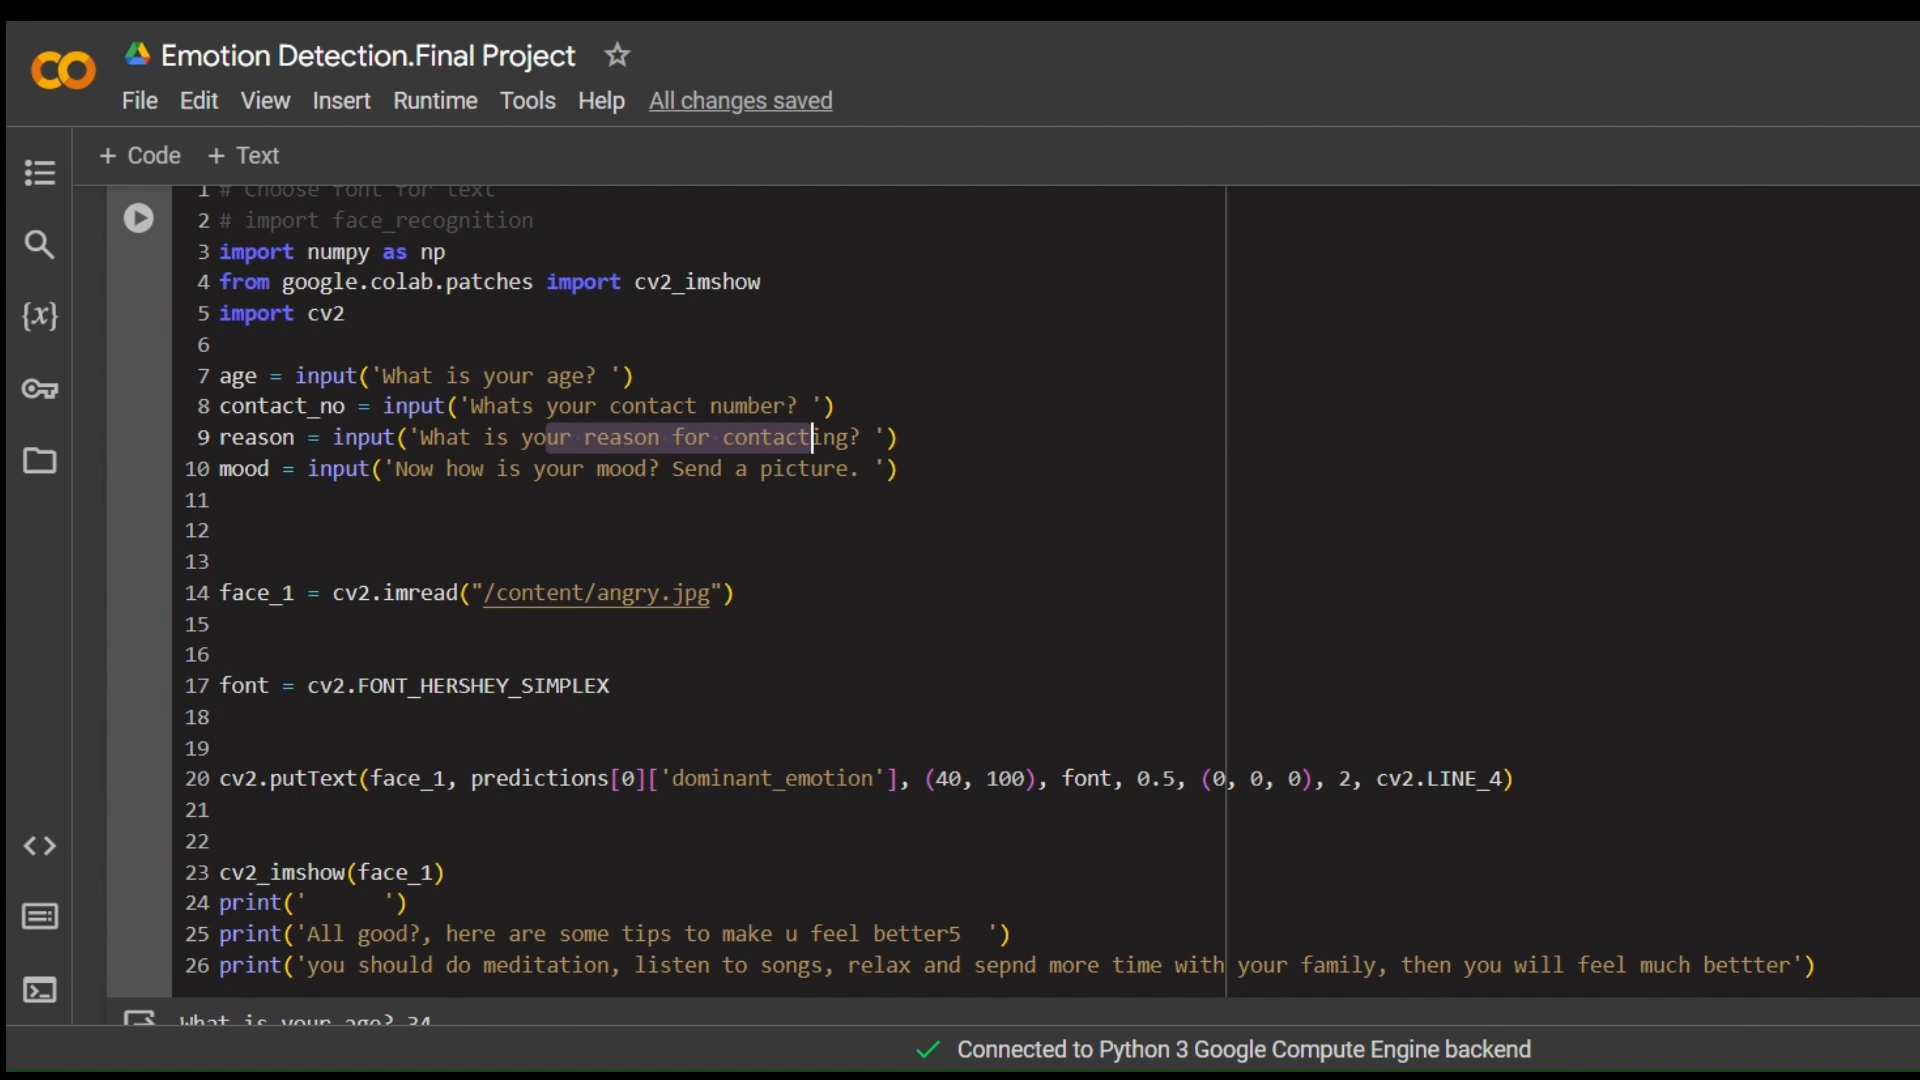 Emotion Detection.Final Project
File Edit View Insert Runtime Tools Help All changes saved
+ Code + Text
1 # Choose font for text
2 # import face_recognition
3 import numpy as np
4 from google.colab.patches import cv2_imshow
5 import cv2
6
7 age = input('What is your age? ')
8 contact_no = input('Whats your contact number? ')
9 reason = input('What is your reason for contacting? ')
10 mood = input('Now how is your mood? Send a picture. ')
11
12
13
14 face_1 = cv2.imread("/content/angry.jpg")
15
16
17 font = cv2.FONT_HERSHEY_SIMPLEX
18
19
20 cv2.putText(face_1, predictions[0]['dominant_emotion'], (40, 100), font, 0.5, (0, 0, 0), 2, cv2.LINE_4)
21
22
23 cv2_imshow(face_1)
24 print('      ')
25 print('All good?, here are some tips to make u feel better5  ')
26 print('you should do meditation, listen to songs, relax and sepnd more time with your family, then you will feel much bettter')
What is your age? 34
Connected to Python 3 Google Compute Engine backend